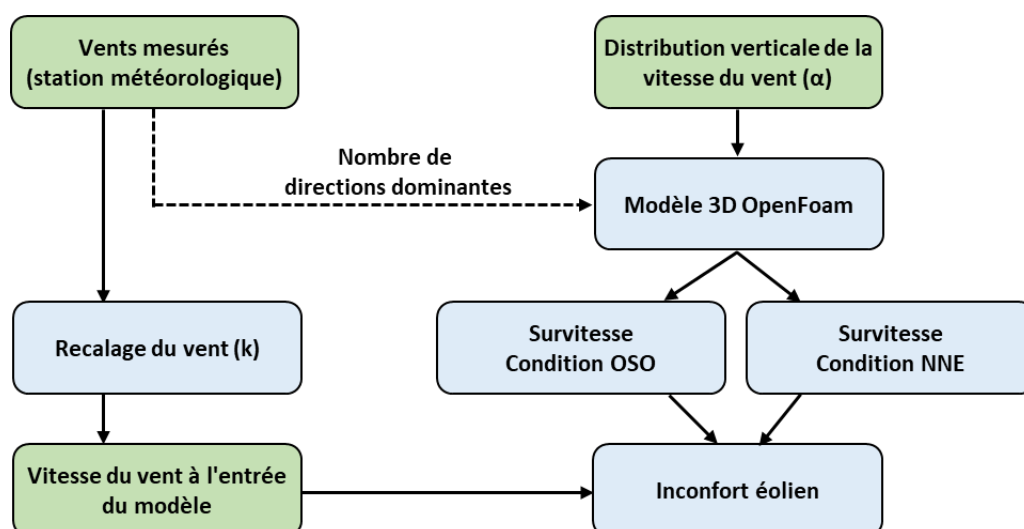 Vents mesurés
(station météorologique)
Distribution verticale de la
vitesse du vent (α)
Nombre de
directions dominantes
Modèle 3D OpenFoam
Recalage du vent (k)
Survitesse
Condition OSO
Survitesse
Condition NNE
Vitesse du vent à l'entrée
du modèle
Inconfort éolien